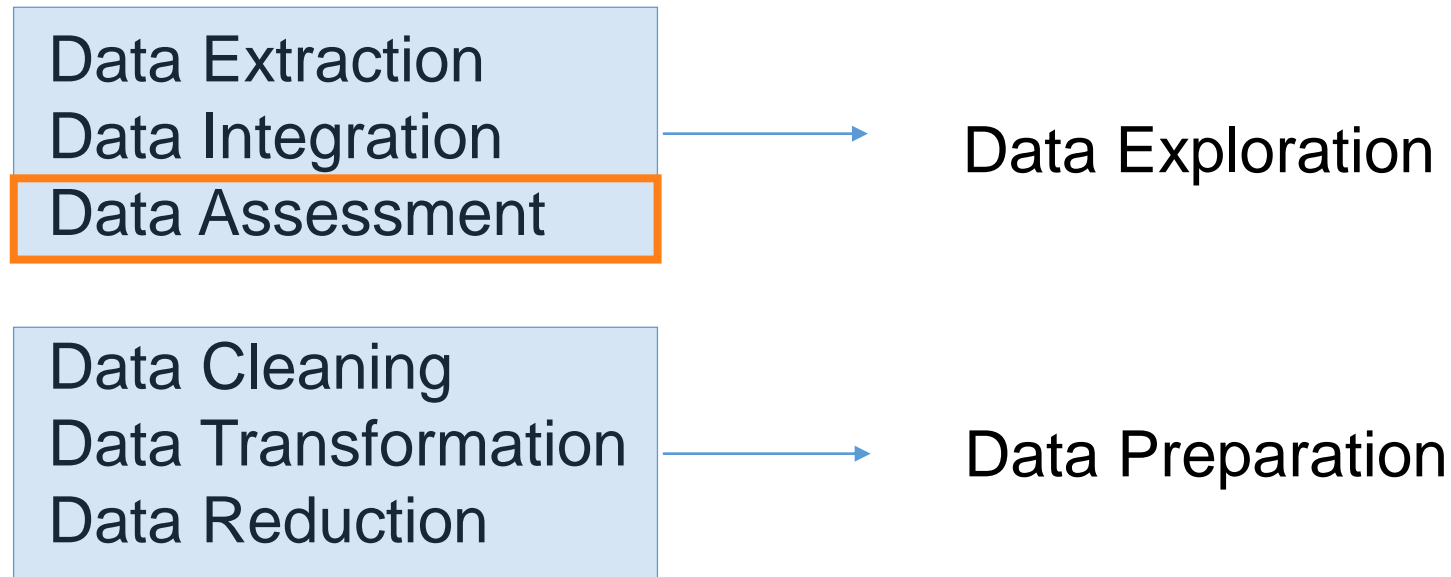 Data Extraction
Data Integration
Data Assessment
Data Exploration
Data Cleaning
Data Transformation
Data Reduction
Data Preparation